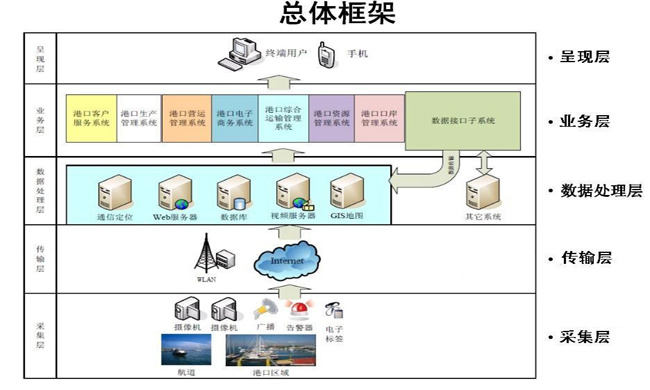 总体框架
呈现层
终端用户
手机
• 呈现层
业务层
港口客户
服务系统
港口生产
管理系统
港口营运
管理系统
港口电子
商务系统
港口综合
运输管理
系统
港口资源
管理系统
港口口岸
管理系统
数据接口子系统
• 业务层
数据处理层
通信定位
Web服务器
数据库
视频服务器
GIS地图
其它系统
• 数据处理层
传输层
WLAN
Internet
• 传输层
采集层
摄像机
摄像机
广播
告警器
电子
标签
航道
港口区域
• 采集层